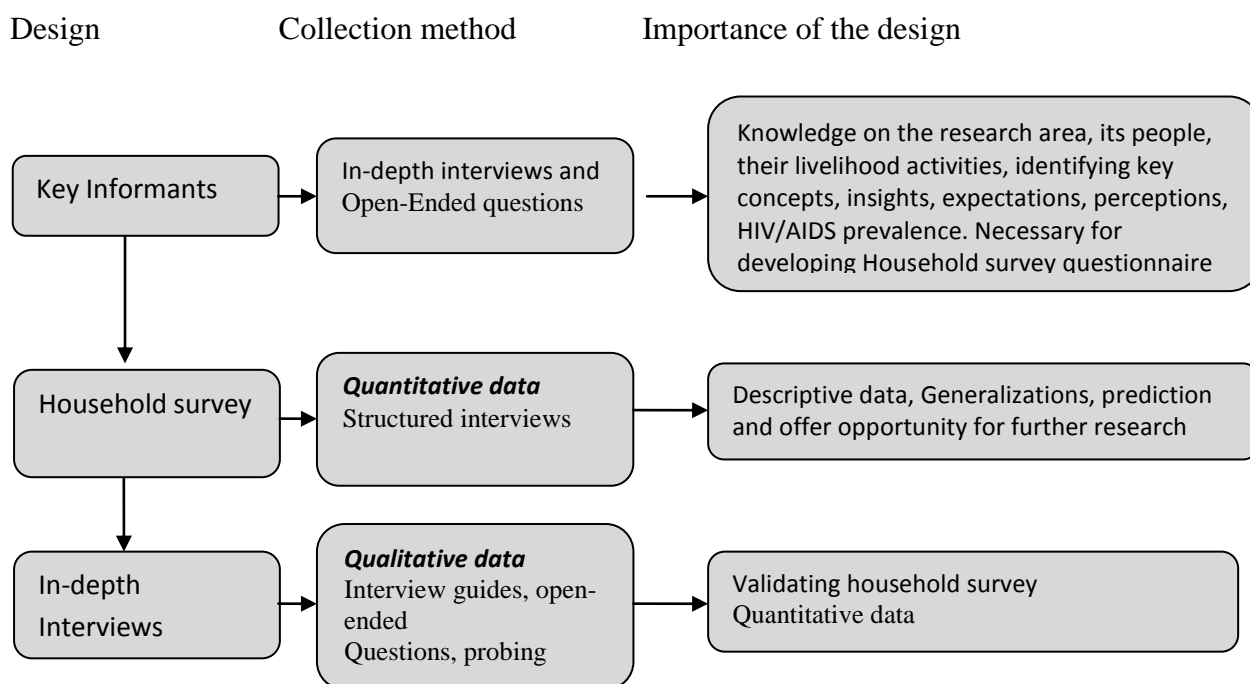 Design Collection method Importance of the design
Key Informants
In-depth interviews and
Open-Ended questions
Knowledge on the research area, its people,
their livelihood activities, identifying key
concepts, insights, expectations, perceptions,
HIV/AIDS prevalence. Necessary for
developing Household survey questionnaire
Household survey
Quantitative data
Structured interviews
Descriptive data, Generalizations, prediction
and offer opportunity for further research
In-depth
Interviews
Qualitative data
Interview guides, open-
ended
Questions, probing
Validating household survey
Quantitative data